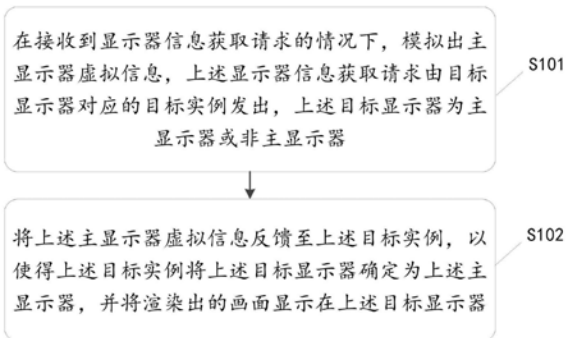 在接收到显示器信息获取请求的情况下，模拟出主
显示器虚拟信息，上述显示器信息获取请求由目标
显示器对应的目标实例发出，上述目标显示器为主
显示器或非主显示器
S101
将上述主显示器虚拟信息反馈至上述目标实例，以
使得上述目标实例将上述目标显示器确定为上述主
显示器，并将渲染出的画面显示在上述目标显示器
S102